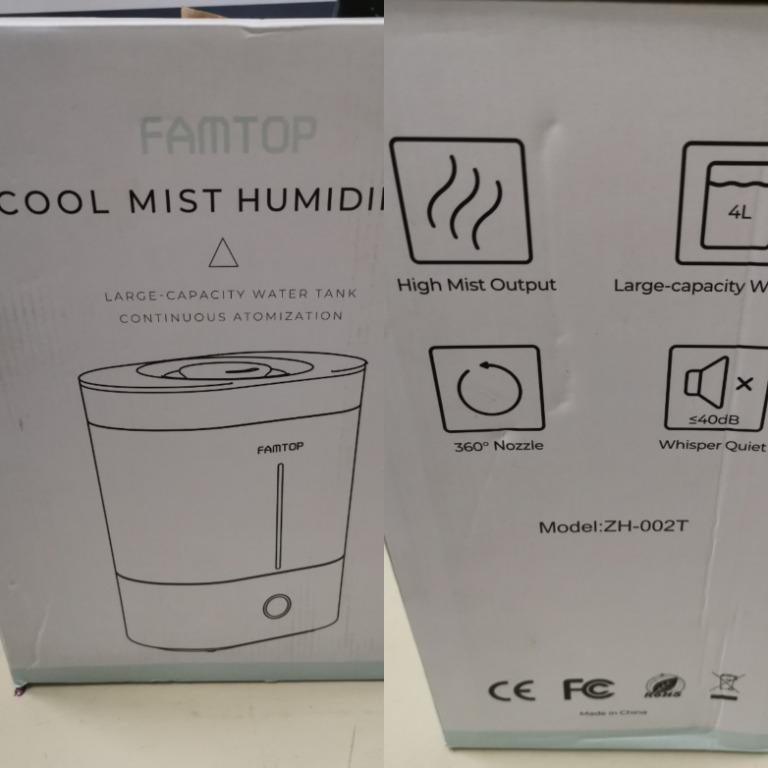 FAMTOP
COOL MIST HUMIDI
LARGE-CAPACITY WATER TANK
CONTINUOUS ATOMIZATION
FAMTOP
4L
High Mist Output
Large-capacity W
≤40dB
360° Nozzle
Whisper Quiet
Model:ZH-002T
CE FC RoHS
Made in China